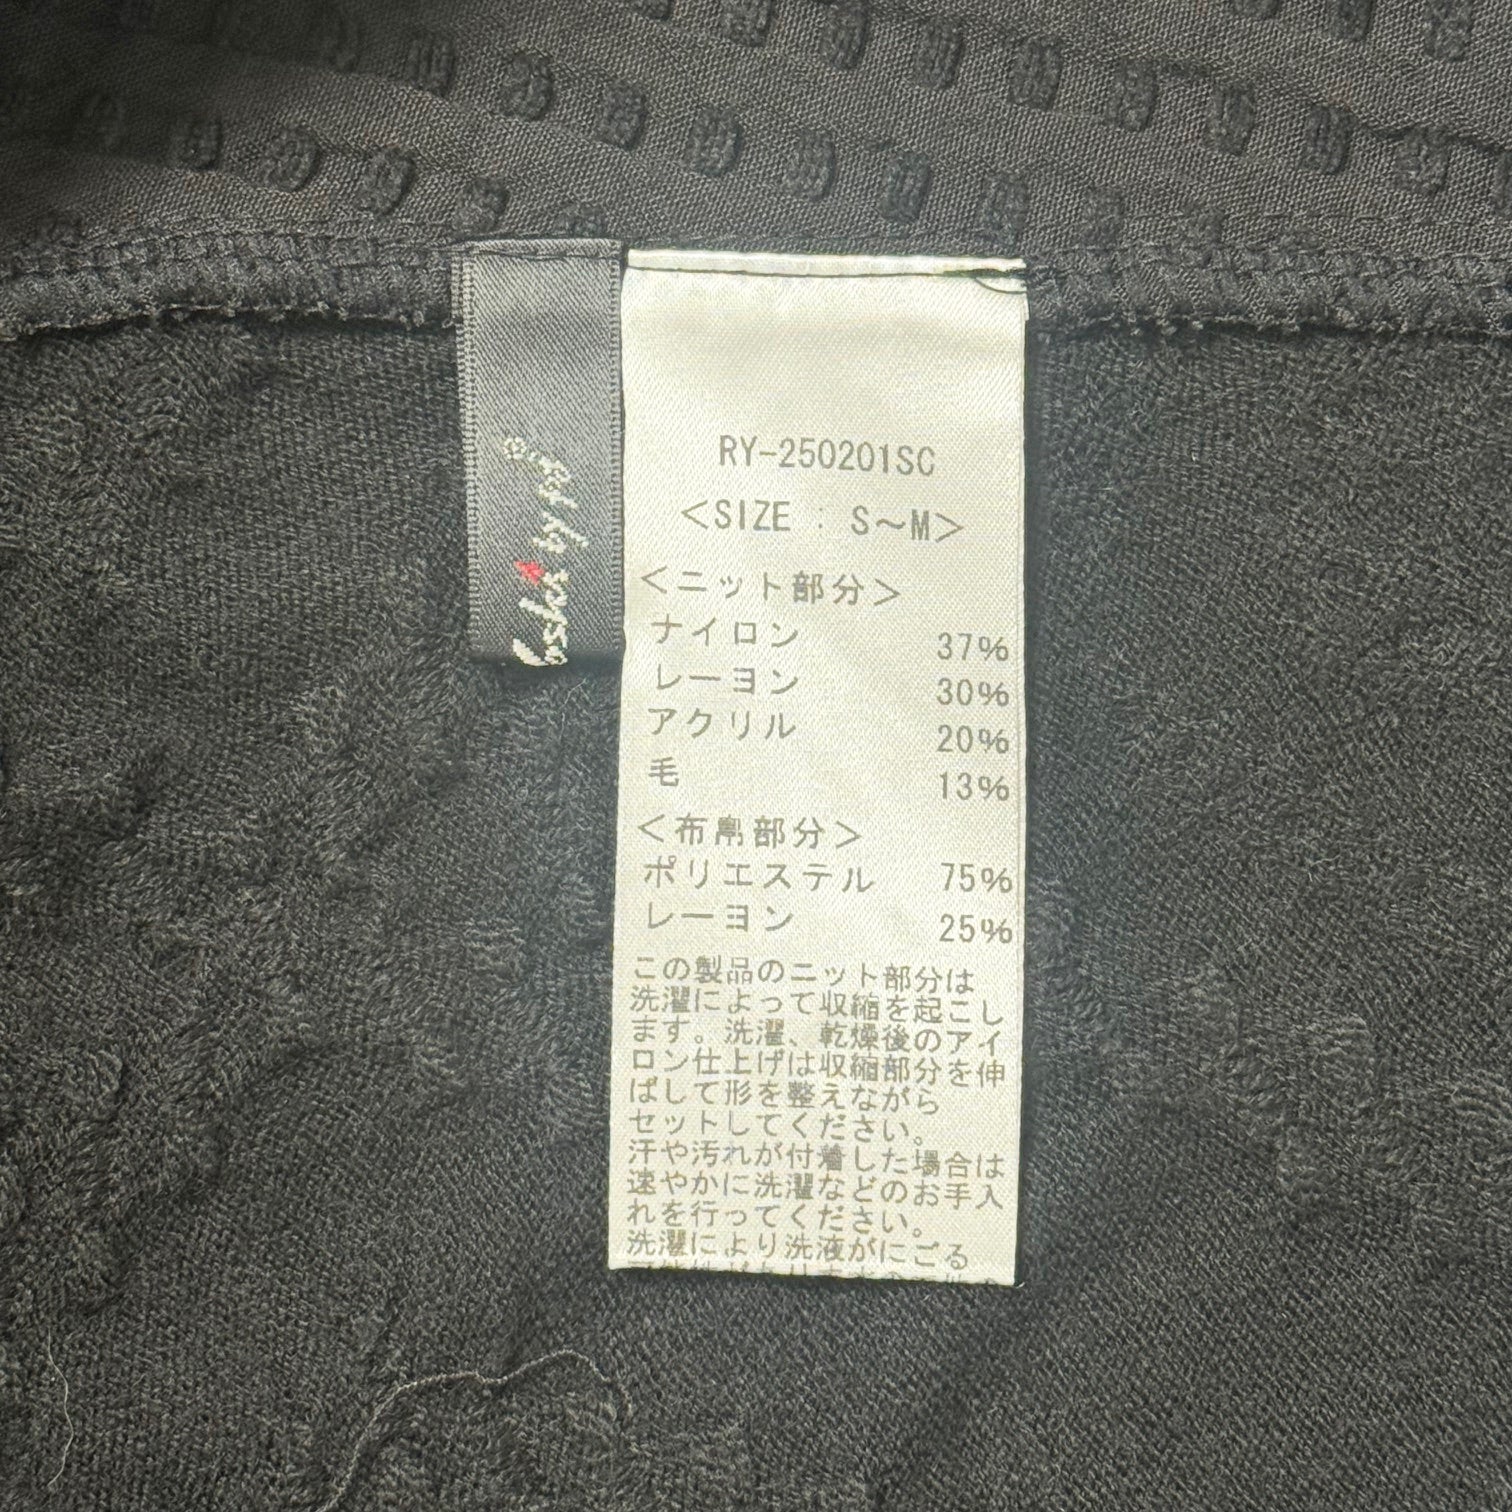 RY-250201SC
<SIZE : S～M>
<ニット部分>
ナイロン 37%
レーヨン 30%
アクリル 20%
毛 13%
<布帛部分>
ポリエステル 75%
レーヨン 25%
この製品のニット部分は
洗濯によって収縮を起こし
ます。洗濯、乾燥後のアイ
ロン仕上げは収縮部分を伸
ばして形を整えながら
セットしてください。
汗や汚れが付着した場合は
速やかに洗濯などのお手入
れを行ってください。
洗濯により洗液がにごる